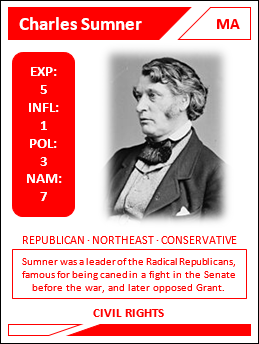 Charles Sumner
MA
EXP:
5
INFL:
1
POL:
3
NAM:
7
REPUBLICAN · NORTHEAST · CONSERVATIVE
Sumner was a leader of the Radical Republicans,
famous for being caned in a fight in the Senate
before the war, and later opposed Grant.
CIVIL RIGHTS